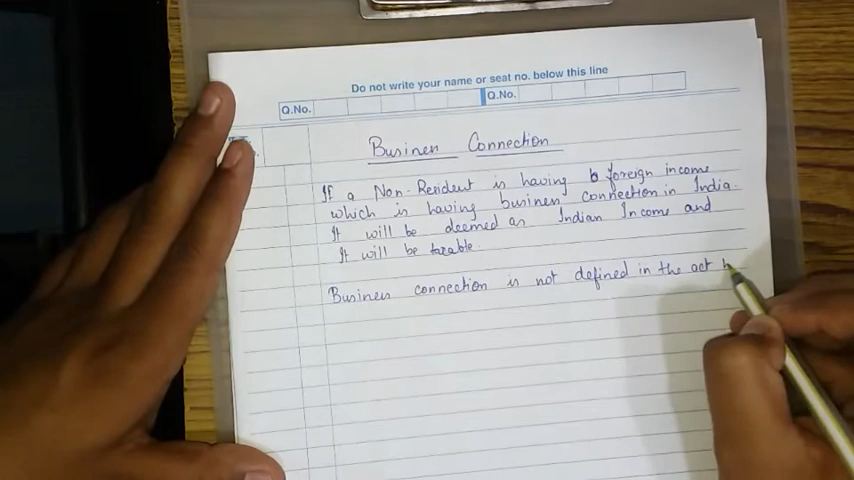 Do not write your name or seat no. below this line
Q.No. Q.No.
Business Connection
If a Non-Resident is having foreign income
which is having business connection in India.
It will be deemed as Indian Income and
It will be taxable.
Business connection is not defined in the act